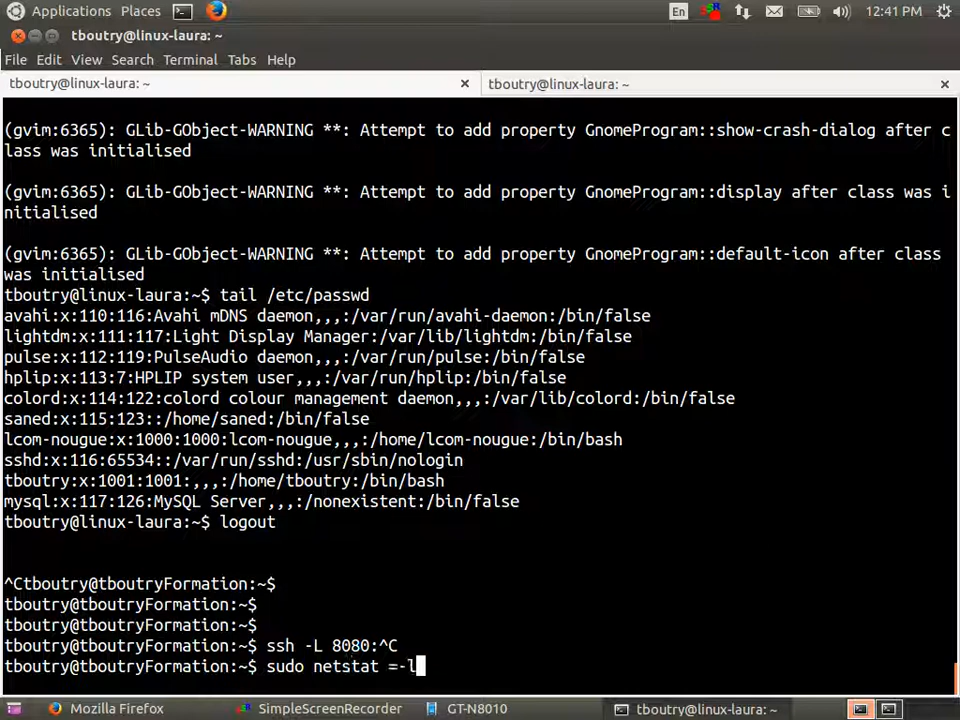 Applications Places En 12:41 PM
tboutry@linux-laura: ~
File Edit View Search Terminal Tabs Help
tboutry@linux-laura: ~ × tboutry@linux-laura: ~ ×
(gvim:6365): GLib-GObject-WARNING **: Attempt to add property GnomeProgram::show-crash-dialog after c
lass was initialised
(gvim:6365): GLib-GObject-WARNING **: Attempt to add property GnomeProgram::display after class was i
nitialised
(gvim:6365): GLib-GObject-WARNING **: Attempt to add property GnomeProgram::default-icon after class
was initialised
tboutry@linux-laura:~$ tail /etc/passwd
avahi:x:110:116:Avahi mDNS daemon,,,:/var/run/avahi-daemon:/bin/false
lightdm:x:111:117:Light Display Manager:/var/lib/lightdm:/bin/false
pulse:x:112:119:PulseAudio daemon,,,:/var/run/pulse:/bin/false
hplip:x:113:7:HPLIP system user,,,:/var/run/hplip:/bin/false
colord:x:114:122:colord colour management daemon,,,:/var/lib/colord:/bin/false
saned:x:115:123::/home/saned:/bin/false
lcom-nougue:x:1000:1000:lcom-nougue,,,:/home/lcom-nougue:/bin/bash
sshd:x:116:65534::/var/run/sshd:/usr/sbin/nologin
tboutry:x:1001:1001:,,,:/home/tboutry:/bin/bash
mysql:x:117:126:MySQL Server,,,:/nonexistent:/bin/false
tboutry@linux-laura:~$ logout
^Ctboutry@tboutryFormation:~$
tboutry@tboutryFormation:~$
tboutry@tboutryFormation:~$
tboutry@tboutryFormation:~$ ssh -L 8080:^C
tboutry@tboutryFormation:~$ sudo netstat =-l
Mozilla Firefox SimpleScreenRecorder GT-N8010 tboutry@linux-laura: ~